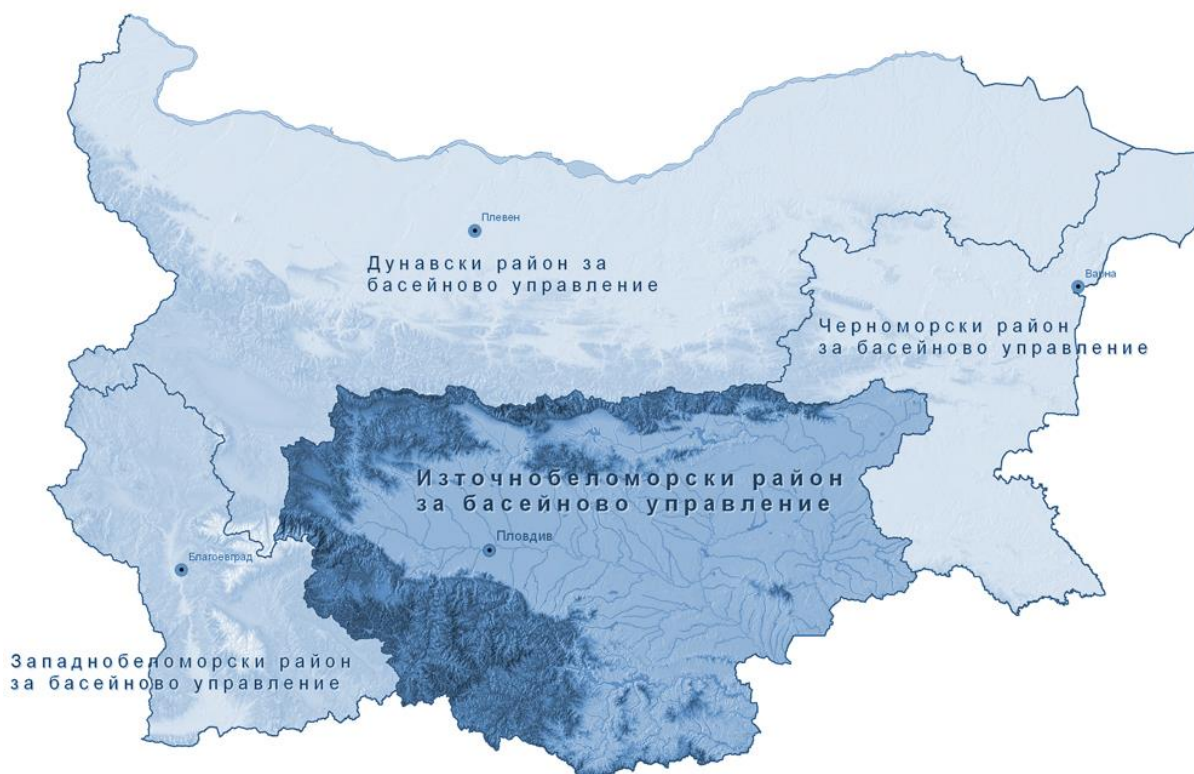 Плевен
Дунавски район за
басейново управление
Варна
Черноморски район
за басейново управление
Източнобеломорски район
за басейново управление
Пловдив
Благоевград
Западнобеломорски район
за басейново управление